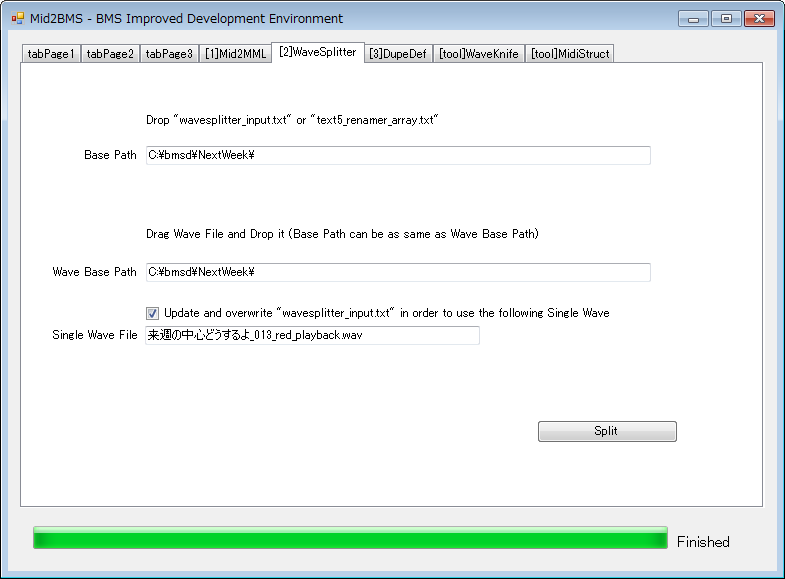 Mid2BMS - BMS Improved Development Environment
tabPage1 tabPage2 tabPage3 [1]Mid2MML [2]WaveSplitter [3]DupeDef [tool]WaveKnife [tool]MidiStruct
Drop "wavesplitter_input.txt" or "text5_renamer_array.txt"
Base Path C:¥bmsd¥NextWeek¥
Drag Wave File and Drop it (Base Path can be as same as Wave Base Path)
Wave Base Path C:¥bmsd¥NextWeek¥
Update and overwrite "wavesplitter_input.txt" in order to use the following Single Wave
Single Wave File 来週の中心どうするよ_013_red_playback.wav
Split
Finished